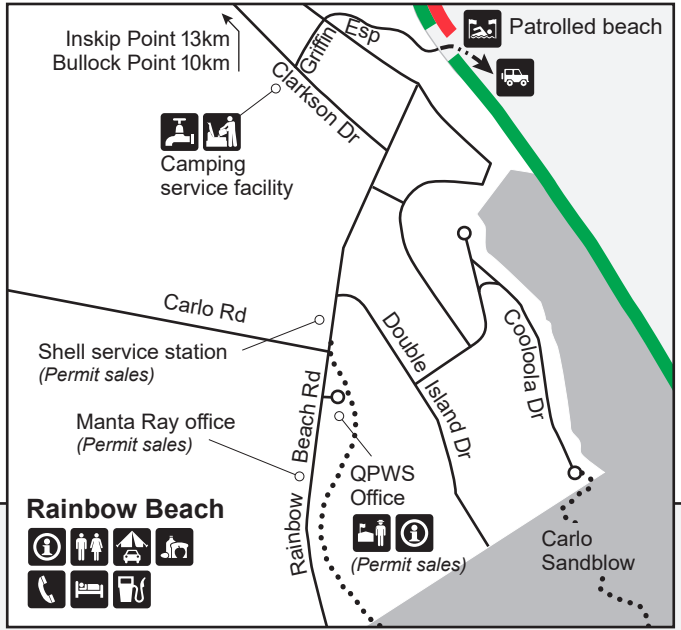 Inskip Point 13km
Bullock Point 10km
Griffin Esp
Patrolled beach
Clarkson Dr
Camping
service facility
Carlo Rd
Shell service station
(Permit sales)
Double Island Dr
Cooloola Dr
Manta Ray office
(Permit sales)
Rainbow Beach Rd
QPWS
Office
(Permit sales)
Rainbow Beach
Carlo
Sandblow